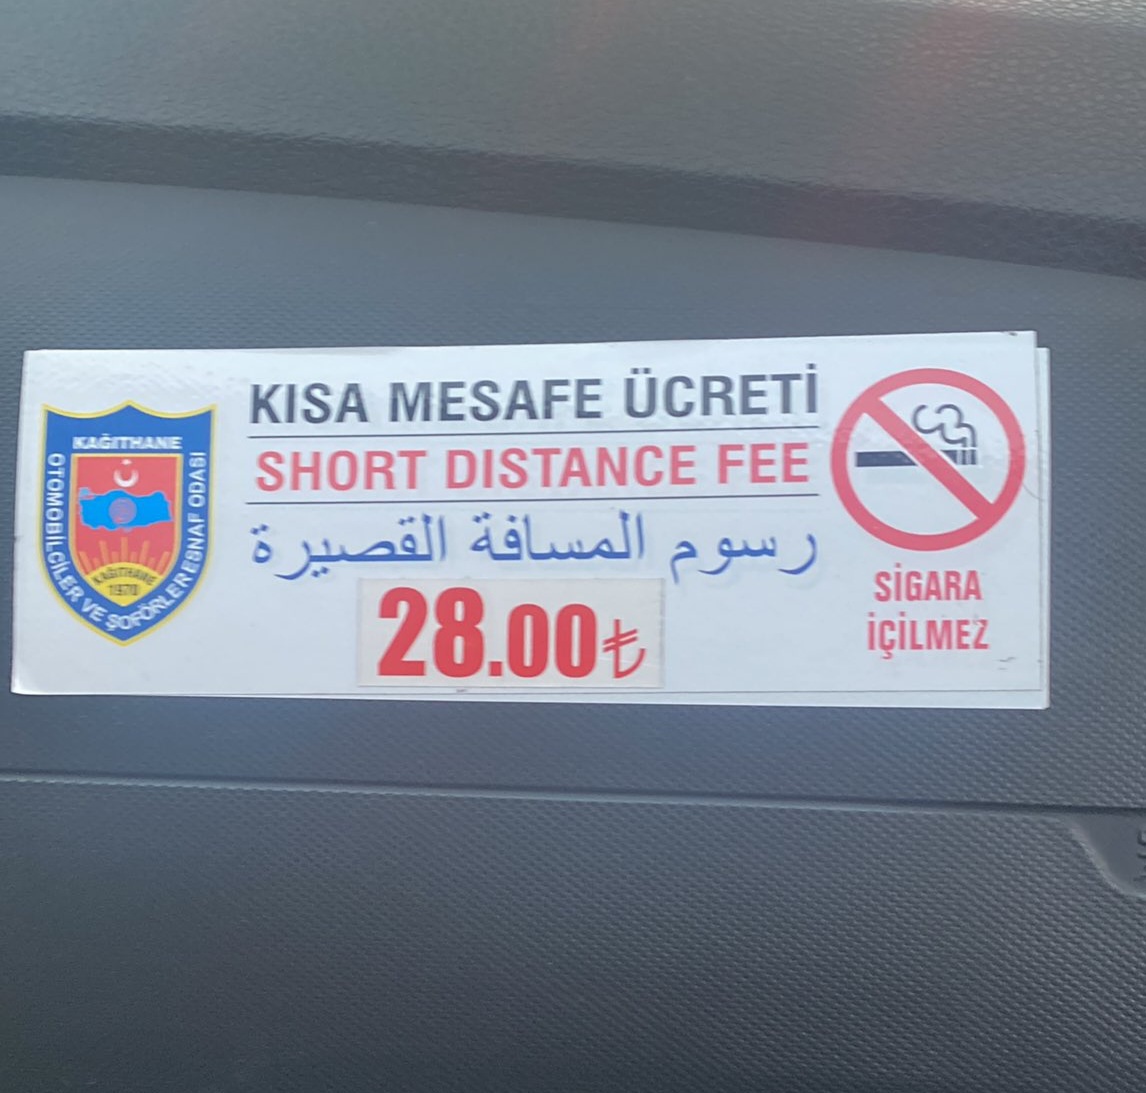 KAĞITHANE
OTOMOBİLCİLER VE ŞOFÖRLER ESNAF ODASI
KAĞITHANE
1970
KISA MESAFE ÜCRETİ
SHORT DISTANCE FEE
رسوم المسافة القصيرة
28.00₺
SİGARA
İÇİLMEZ